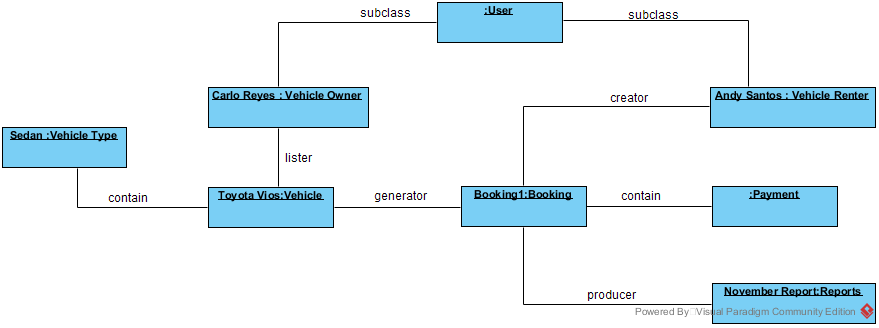 :User
subclass
subclass
Carlo Reyes : Vehicle Owner
Andy Santos : Vehicle Renter
creator
Sedan :Vehicle Type
lister
contain
Toyota Vios:Vehicle
generator
Booking1:Booking
contain
:Payment
November Report:Reports
producer
Powered By Visual Paradigm Community Edition